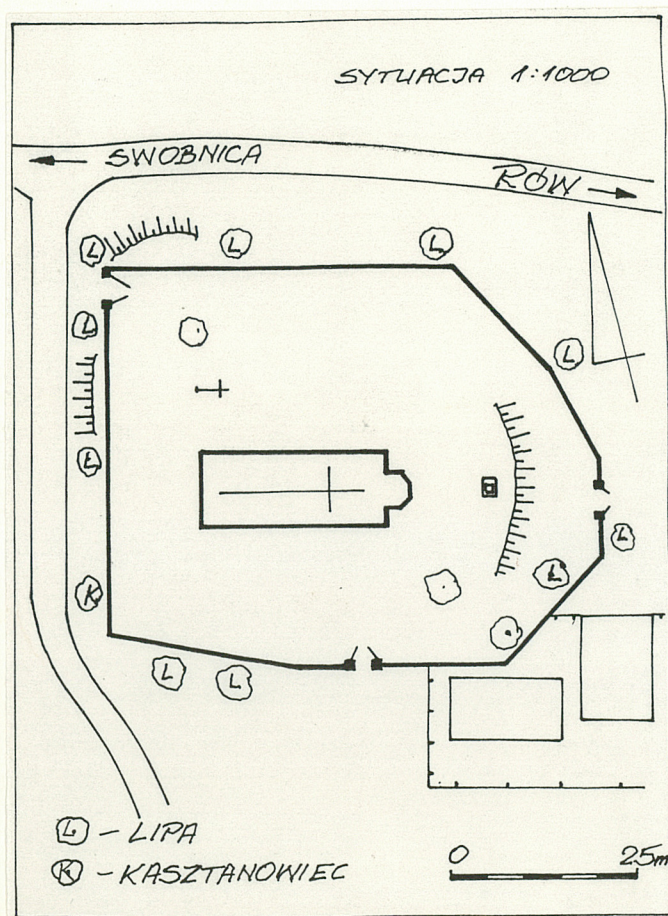 SYTUACJA 1:1000
SWOBNICA
RÓW
L L L
L
L
L
L
K
L
L L
L – LIPA
K – KASZTANOWIEC
0 25m